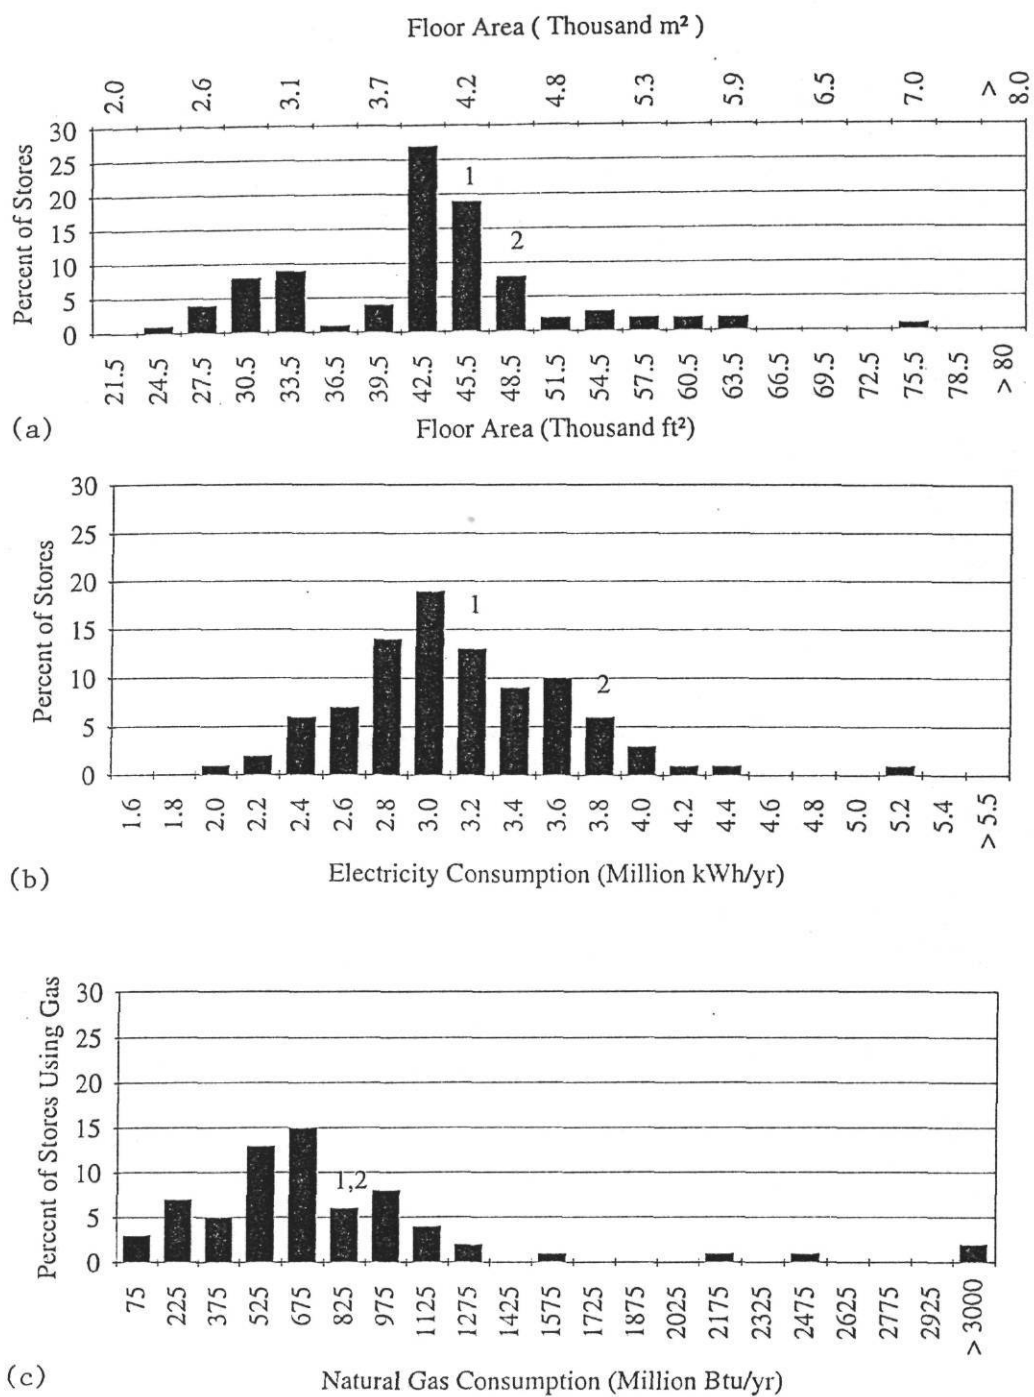 Floor Area ( Thousand m² )
2.0 2.6 3.1 3.7 4.2 4.8 5.3 5.9 6.5 7.0 > 8.0
Percent of Stores
30
25
20
15
10
5
0
1
2
21.5 24.5 27.5 30.5 33.5 36.5 39.5 42.5 45.5 48.5 51.5 54.5 57.5 60.5 63.5 66.5 69.5 72.5 75.5 78.5 > 80
(a)
Floor Area (Thousand ft²)
Percent of Stores
30
25
20
15
10
5
0
1
2
1.6 1.8 2.0 2.2 2.4 2.6 2.8 3.0 3.2 3.4 3.6 3.8 4.0 4.2 4.4 4.6 4.8 5.0 5.2 5.4 > 5.5
(b)
Electricity Consumption (Million kWh/yr)
Percent of Stores Using Gas
30
25
20
15
10
5
0
1,2
75 225 375 525 675 825 975 1125 1275 1425 1575 1725 1875 2025 2175 2325 2475 2625 2775 2925 > 3000
(c)
Natural Gas Consumption (Million Btu/yr)